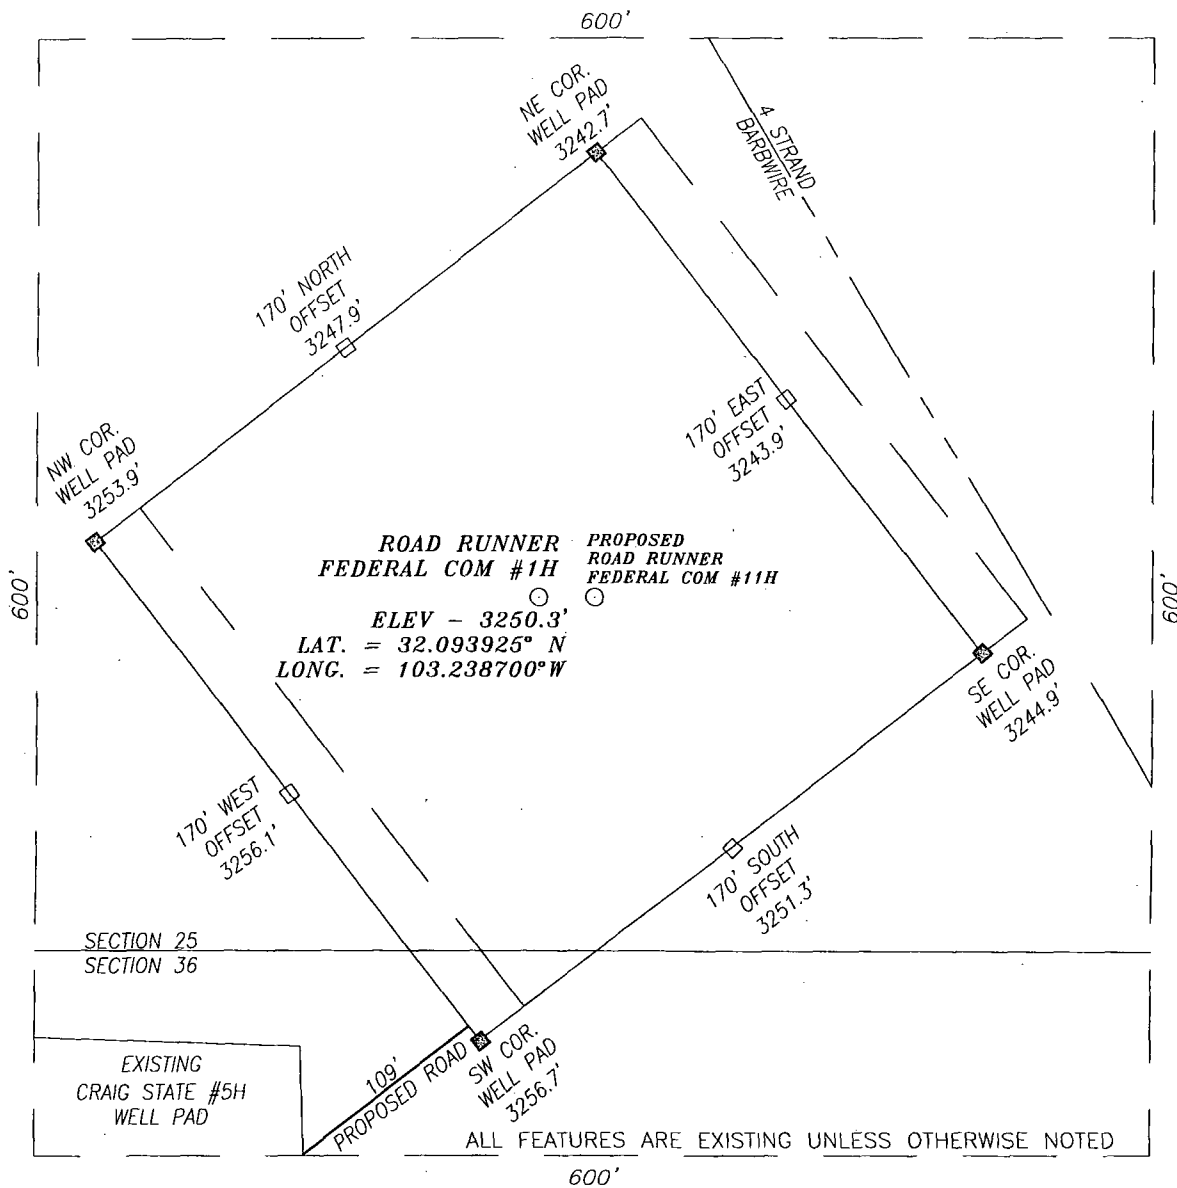 600'
NE COR.
WELL PAD
3242.7'
4 STRAND
BARBWIRE
170' NORTH
OFFSET
3247.9'
170' EAST
OFFSET
3243.9'
NW COR.
WELL PAD
3253.9'
ROAD RUNNER
FEDERAL COM #1H
PROPOSED
ROAD RUNNER
FEDERAL COM #11H
600'
600'
ELEV - 3250.3'
LAT. = 32.093925° N
LONG. = 103.238700°W
SE COR.
WELL PAD
3244.9'
170' WEST
OFFSET
3256.1'
170' SOUTH
OFFSET
3251.3'
SECTION 25
SECTION 36
EXISTING
CRAIG STATE #5H
WELL PAD
109'
PROPOSED ROAD
SW COR.
WELL PAD
3256.7'
ALL FEATURES ARE EXISTING UNLESS OTHERWISE NOTED
600'